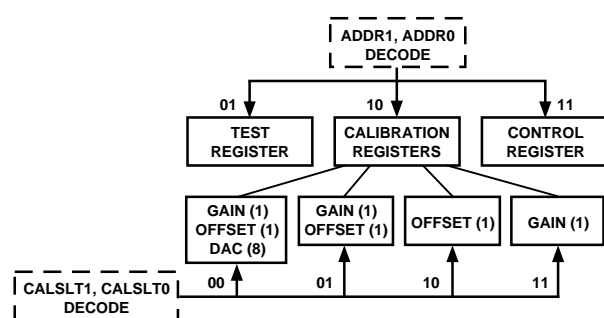 ADDR1, ADDR0
DECODE
01
10
11
TEST
REGISTER
CALIBRATION
REGISTERS
CONTROL
REGISTER
GAIN (1)
OFFSET (1)
DAC (8)
GAIN (1)
OFFSET (1)
OFFSET (1)
GAIN (1)
CALSLT1, CALSLT0
DECODE
00
01
10
11